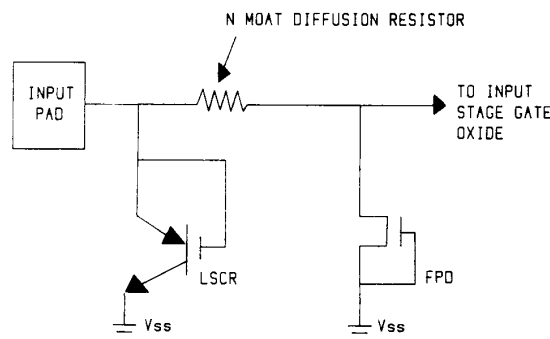 N MOAT DIFFUSION RESISTOR
INPUT
PAD
TO INPUT
STAGE GATE
OXIDE
LSCR
FPD
Vss
Vss